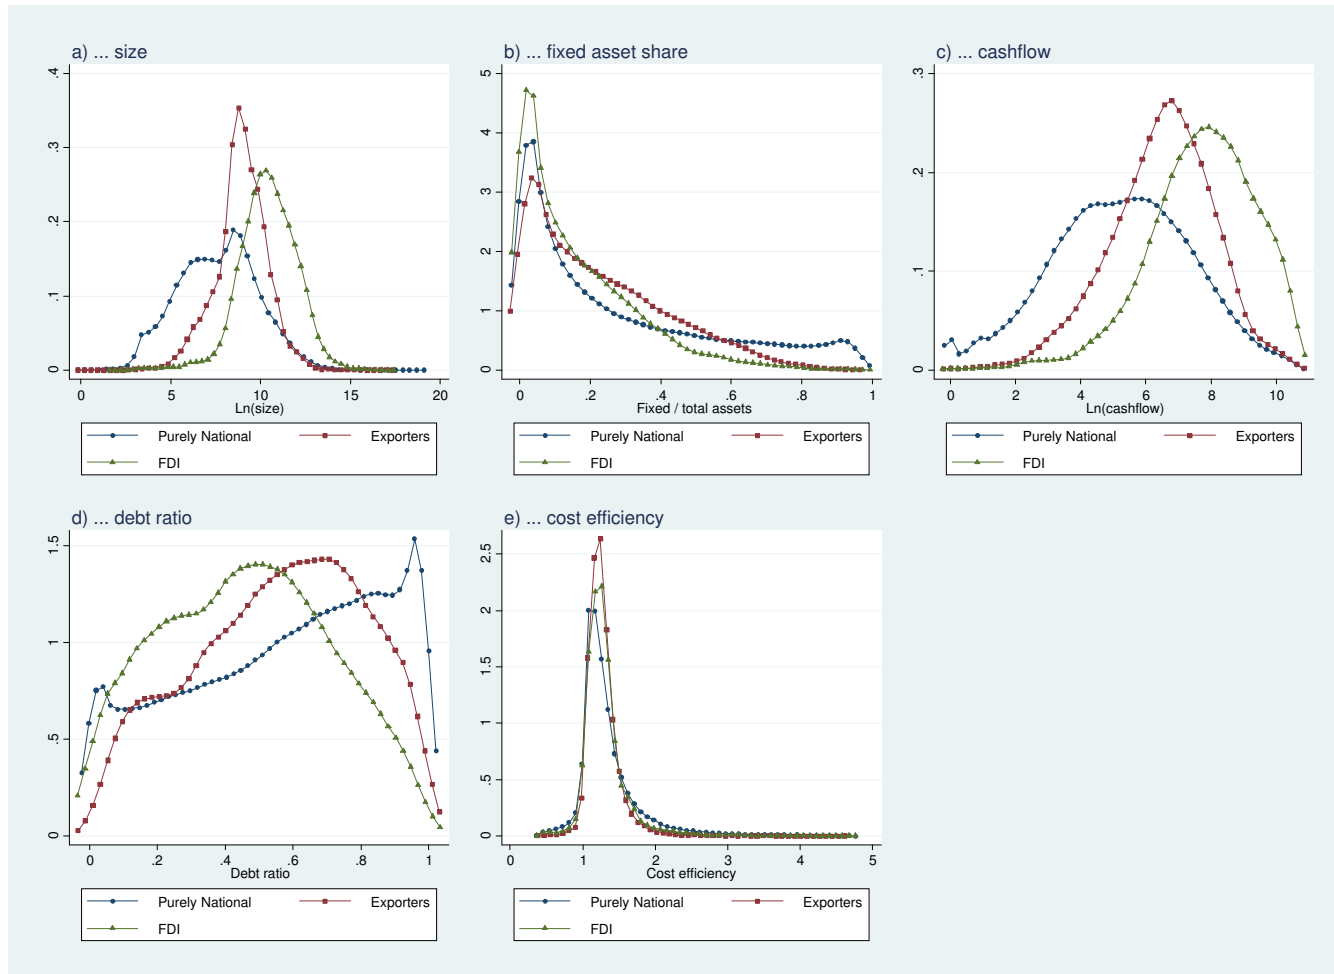 a) ... size
.4
.3
.2
.1
0
0 5 10 15 20
Ln(size)
Purely National Exporters
FDI
b) ... fixed asset share
5
4
3
2
1
0
0 .2 .4 .6 .8 1
Fixed / total assets
Purely National Exporters
FDI
c) ... cashflow
.3
.2
.1
0
0 2 4 6 8 10
Ln(cashflow)
Purely National Exporters
FDI
d) ... debt ratio
1.5
1
.5
0
0 .2 .4 .6 .8 1
Debt ratio
Purely National Exporters
FDI
e) ... cost efficiency
2.5
2
1.5
1
.5
0
0 1 2 3 4 5
Cost efficiency
Purely National Exporters
FDI